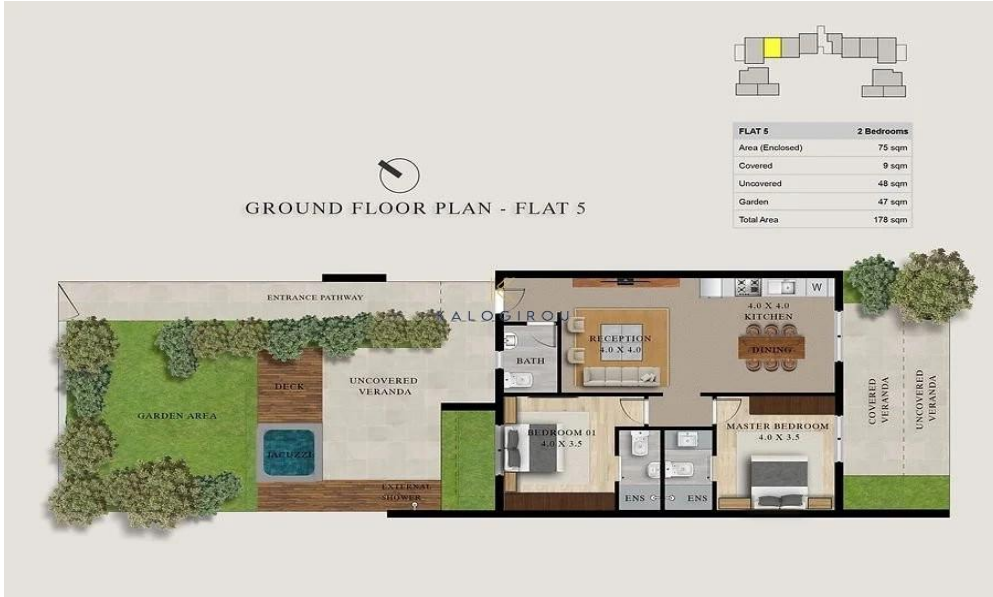 FLAT 5 2 Bedrooms
Area (Enclosed) 75 sqm
Covered 9 sqm
Uncovered 48 sqm
Garden 47 sqm
Total Area 178 sqm
GROUND FLOOR PLAN - FLAT 5
ENTRANCE PATHWAY
KALOGIROU
W
4.0 X 4.0
KITCHEN
RECEPTION
4.0 X 4.0
DINING
BATH
DECK
UNCOVERED
VERANDA
GARDEN AREA
JACUZZI
EXTERNAL
SHOWER
BEDROOM 01
4.0 X 3.5
MASTER BEDROOM
4.0 X 3.5
ENS
ENS
COVERED
VERANDA
UNCOVERED
VERANDA